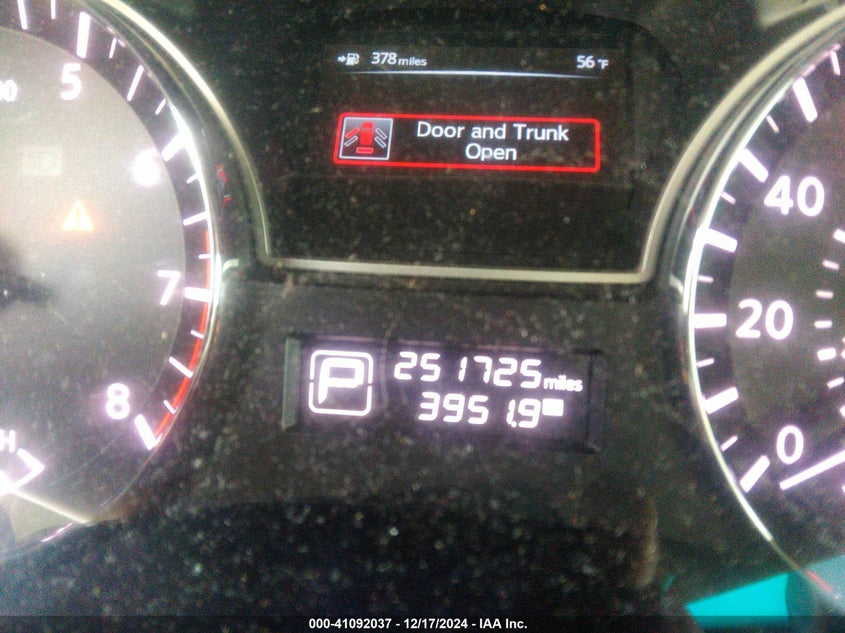 378 miles 56 °F
Door and Trunk
Open
5
6
7
8
H
40
20
0
P
251725 miles
3951.9
000-41092037 - 12/17/2024 - IAA Inc.